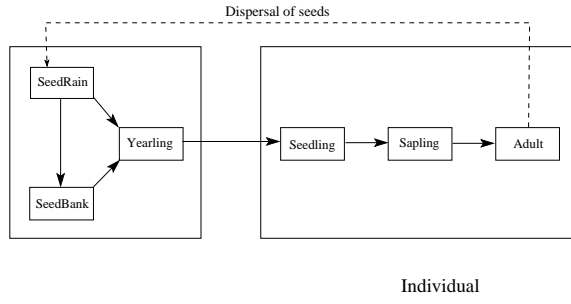 Dispersal of seeds
SeedRain
Yearling
SeedBank
Seedling
Sapling
Adult
Individual